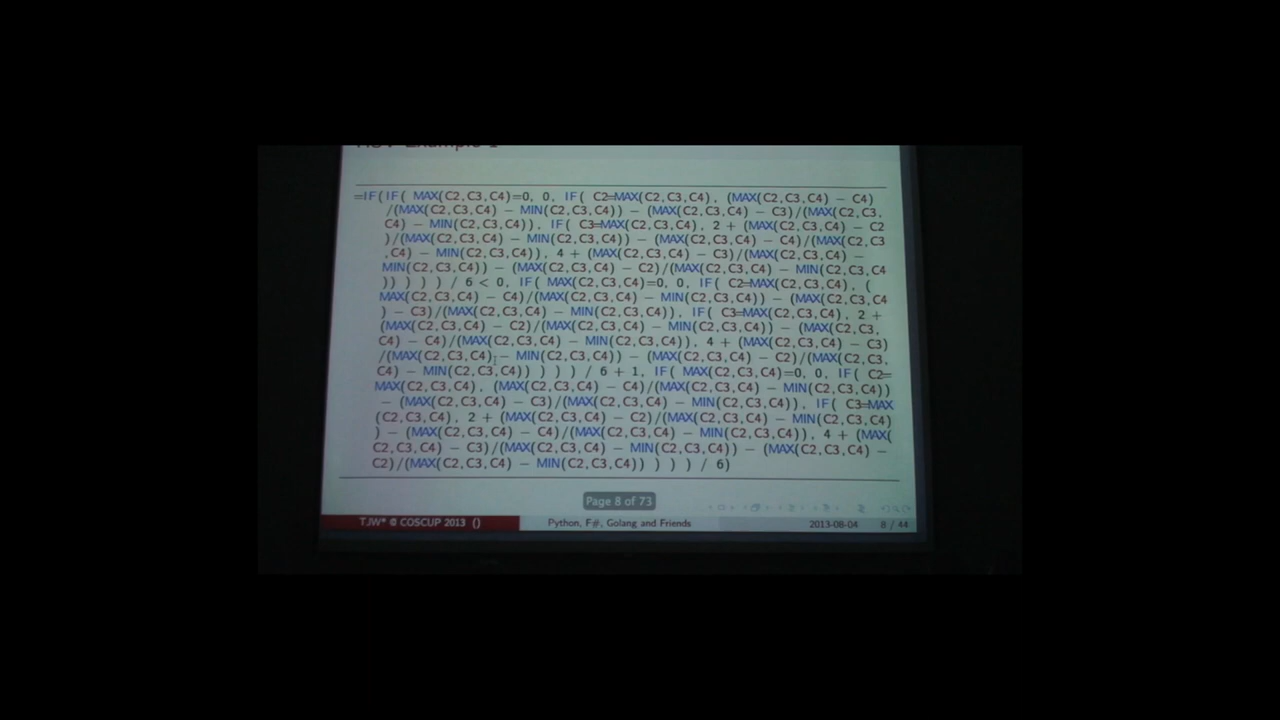 Example 1
=IF(IF( MAX(C2,C3,C4)=0, 0, IF( C2=MAX(C2,C3,C4), (MAX(C2,C3,C4) − C4)
/(MAX(C2,C3,C4) − MIN(C2,C3,C4)) − (MAX(C2,C3,C4) − C3)/(MAX(C2,C3,
C4) − MIN(C2,C3,C4)), IF( C3=MAX(C2,C3,C4), 2 + (MAX(C2,C3,C4) − C2
)/(MAX(C2,C3,C4) − MIN(C2,C3,C4)) − (MAX(C2,C3,C4) − C4)/(MAX(C2,C3
,C4) − MIN(C2,C3,C4)), 4 + (MAX(C2,C3,C4) − C3)/(MAX(C2,C3,C4) −
MIN(C2,C3,C4)) − (MAX(C2,C3,C4) − C2)/(MAX(C2,C3,C4) − MIN(C2,C3,C4
)) ) ) ) / 6 < 0, IF( MAX(C2,C3,C4)=0, 0, IF( C2=MAX(C2,C3,C4), (
MAX(C2,C3,C4) − C4)/(MAX(C2,C3,C4) − MIN(C2,C3,C4)) − (MAX(C2,C3,C4
) − C3)/(MAX(C2,C3,C4) − MIN(C2,C3,C4)), IF( C3=MAX(C2,C3,C4), 2 +
(MAX(C2,C3,C4) − C2)/(MAX(C2,C3,C4) − MIN(C2,C3,C4)) − (MAX(C2,C3,
C4) − C4)/(MAX(C2,C3,C4) − MIN(C2,C3,C4)), 4 + (MAX(C2,C3,C4) − C3)
/(MAX(C2,C3,C4) − MIN(C2,C3,C4)) − (MAX(C2,C3,C4) − C2)/(MAX(C2,C3,
C4) − MIN(C2,C3,C4)) ) ) ) / 6 + 1, IF( MAX(C2,C3,C4)=0, 0, IF( C2=
MAX(C2,C3,C4), (MAX(C2,C3,C4) − C4)/(MAX(C2,C3,C4) − MIN(C2,C3,C4))
− (MAX(C2,C3,C4) − C3)/(MAX(C2,C3,C4) − MIN(C2,C3,C4)), IF( C3=MAX
(C2,C3,C4), 2 + (MAX(C2,C3,C4) − C2)/(MAX(C2,C3,C4) − MIN(C2,C3,C4)
) − (MAX(C2,C3,C4) − C4)/(MAX(C2,C3,C4) − MIN(C2,C3,C4)), 4 + (MAX(
C2,C3,C4) − C3)/(MAX(C2,C3,C4) − MIN(C2,C3,C4)) − (MAX(C2,C3,C4) −
C2)/(MAX(C2,C3,C4) − MIN(C2,C3,C4)) ) ) ) / 6)
Page 8 of 73
TJW* @ COSCUP 2013 () Python, F#, Golang and Friends 2013-08-04 8 / 44